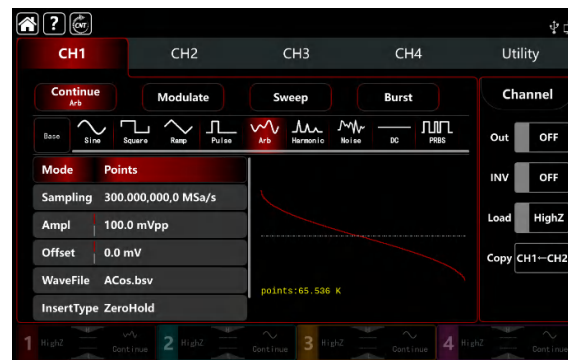 ? CNT
CH1 CH2 CH3 CH4 Utility
Continue Modulate Sweep Burst Channel
Arb
Base Sine Square Ramp Pulse Arb Harmonic Noise DC PRBS
Out OFF
Mode Points
INV OFF
Sampling 300.000,000,0 MSa/s
Ampl 100.0 mVpp
Load HighZ
Offset 0.0 mV
Copy CH1←CH2
WaveFile ACos.bsv
points:65.536 K
InsertType ZeroHold
1 HighZ Continue 2 HighZ Continue 3 HighZ Continue 4 HighZ Continue